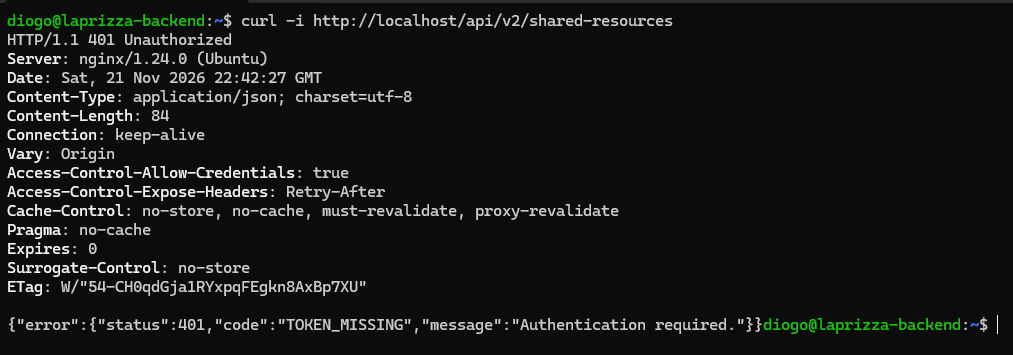 diogo@laprizza-backend:~$ curl -i http://localhost/api/v2/shared-resources
HTTP/1.1 401 Unauthorized
Server: nginx/1.24.0 (Ubuntu)
Date: Sat, 21 Nov 2026 22:42:27 GMT
Content-Type: application/json; charset=utf-8
Content-Length: 84
Connection: keep-alive
Vary: Origin
Access-Control-Allow-Credentials: true
Access-Control-Expose-Headers: Retry-After
Cache-Control: no-store, no-cache, must-revalidate, proxy-revalidate
Pragma: no-cache
Expires: 0
Surrogate-Control: no-store
ETag: W/"54-CH0qdGja1RYxpqFEgkn8AxBp7XU"
{"error":{"status":401,"code":"TOKEN_MISSING","message":"Authentication required."}}diogo@laprizza-backend:~$